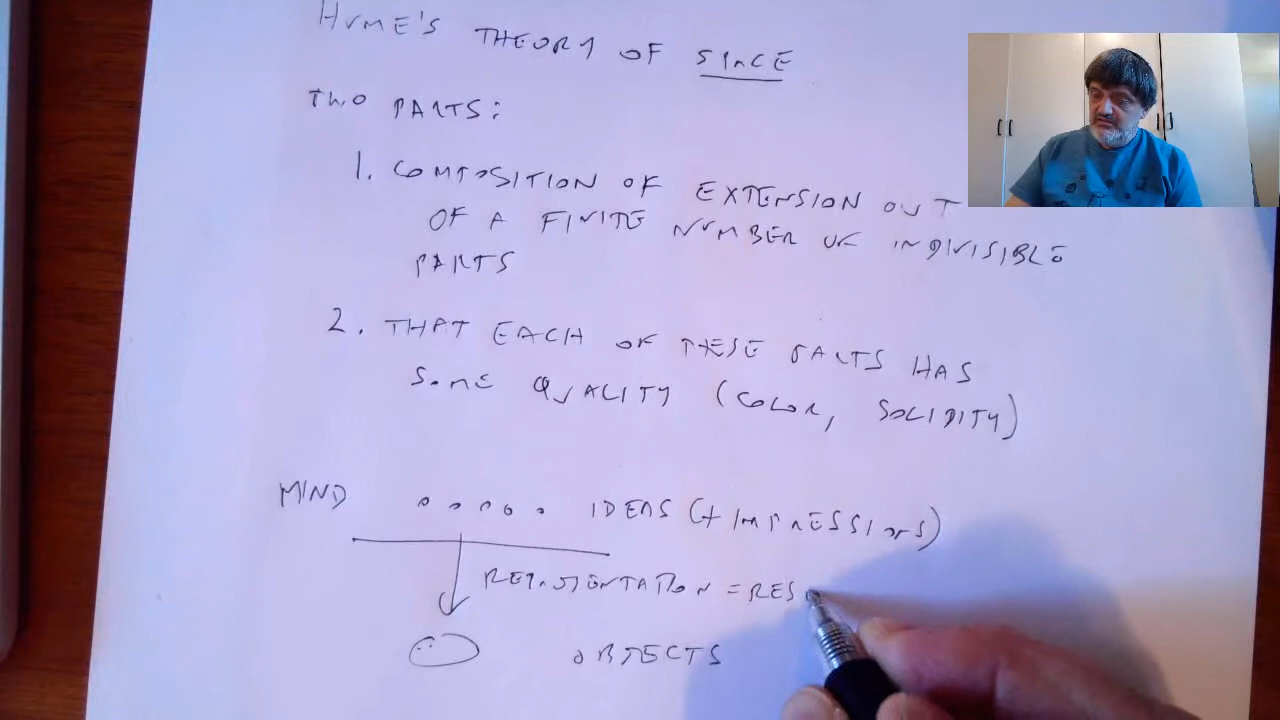 HUME'S THEORY OF SPACE
TWO PARTS:
1. COMPOSITION OF EXTENSION OUT
OF A FINITE NUMBER OF INDIVISIBLE
PARTS
2. THAT EACH OF THESE PARTS HAS
SOME QUALITY (COLOR, SOLIDITY)
MIND IDEAS (+ IMPRESSIONS)
REPRESENTATION = RES
OBJECTS